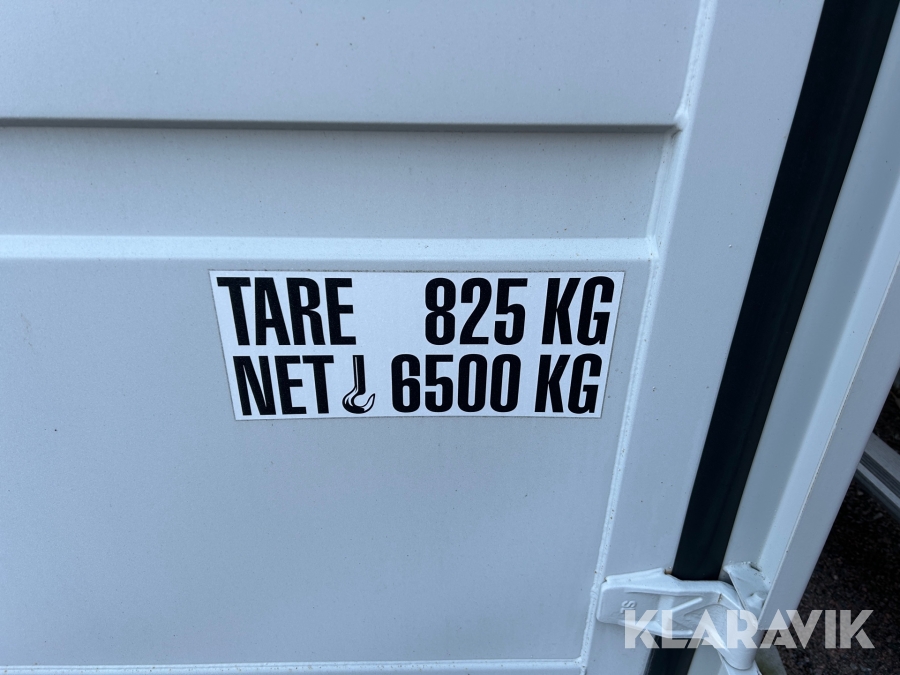 TARE 825 KG
NET 6500 KG
KLARAVIK